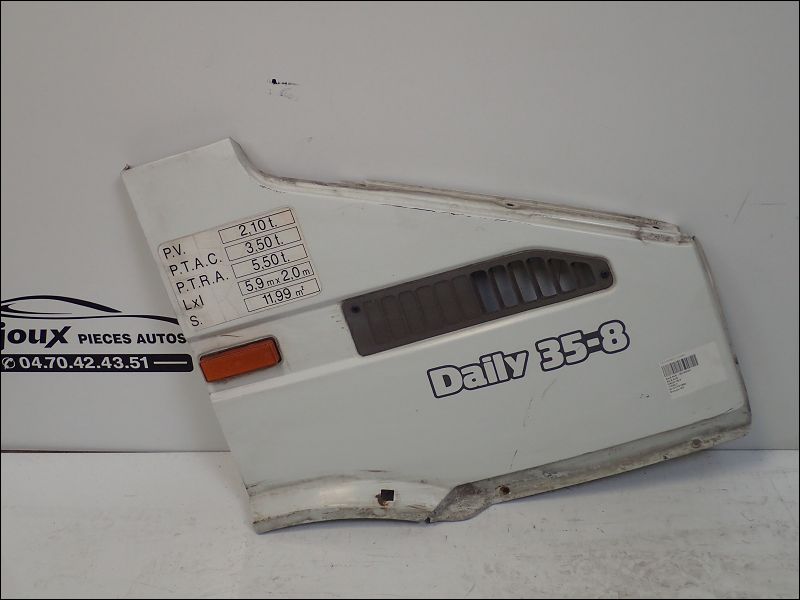 P.V. 2,10 t.
P.T.A.C. 3,50 t.
P.T.R.A. 5,50 t.
Lxl 5,9 m x 2,0 m
S. 11,99 m²
joux PIECES AUTOS
04.70.42.43.51
Daily 35-8